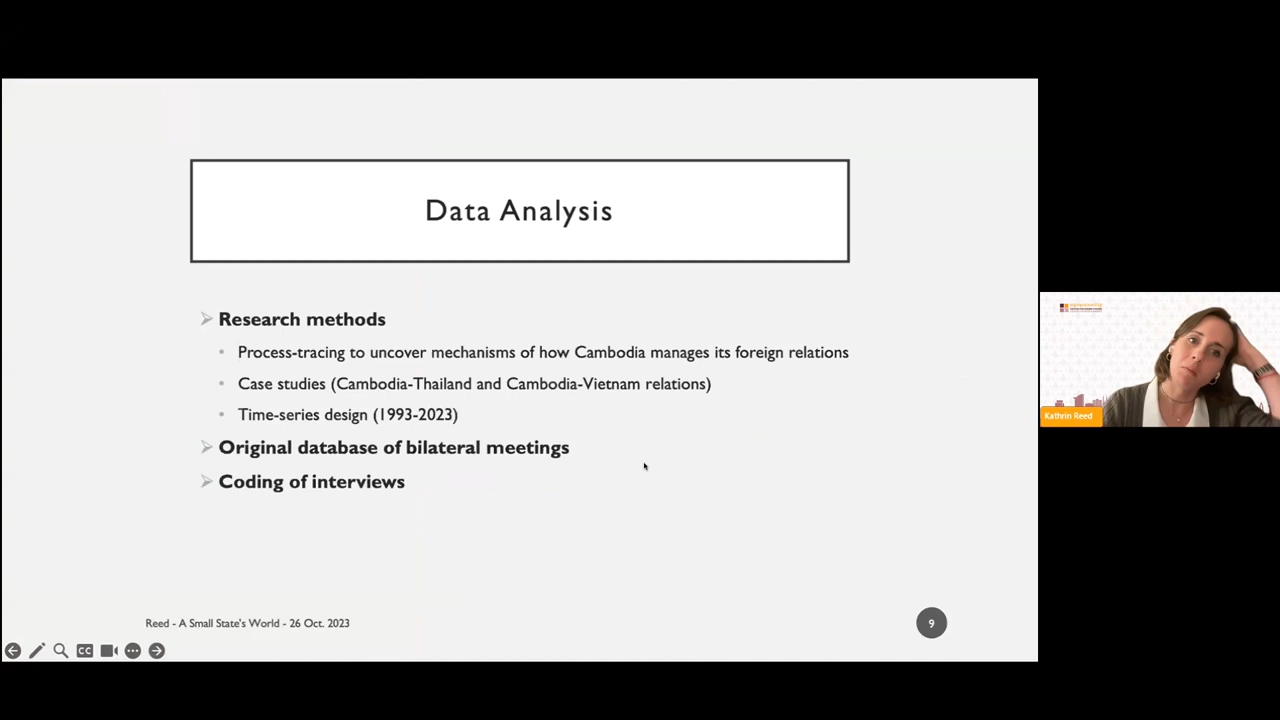 Data Analysis
Research methods
Process-tracing to uncover mechanisms of how Cambodia manages its foreign relations
Case studies (Cambodia-Thailand and Cambodia-Vietnam relations)
Time-series design (1993-2023)
Original database of bilateral meetings
Coding of interviews
Reed - A Small State's World - 26 Oct. 2023
9
CC
Kathrin Reed